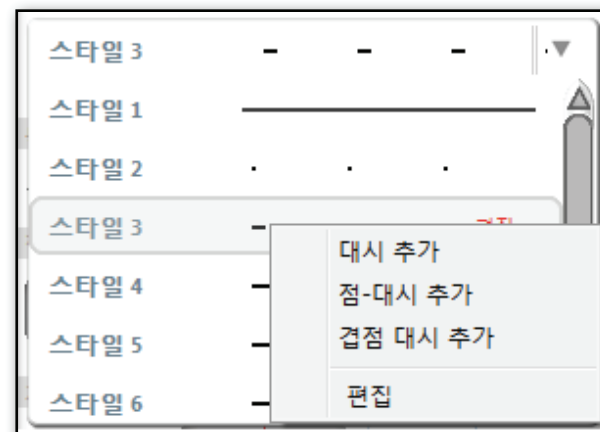 스타일 3
스타일 1
스타일 2
스타일 3
대시 추가
스타일 4
점-대시 추가
겹점 대시 추가
스타일 5
편집
스타일 6